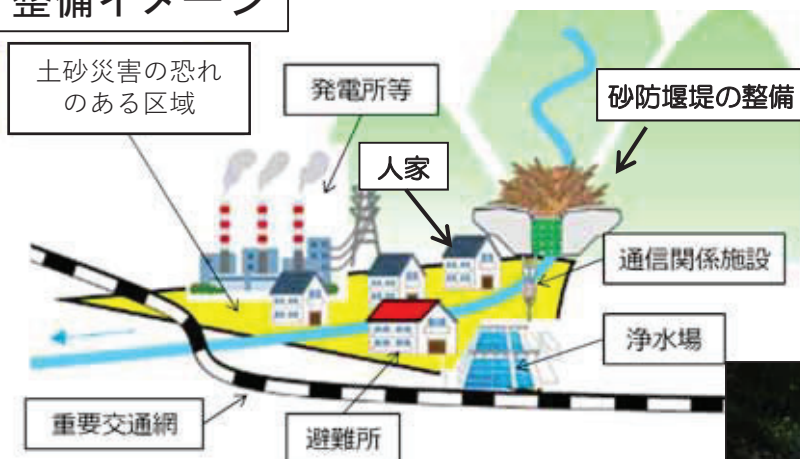 整備イメージ
土砂災害の恐れ
のある区域
発電所等
砂防堰堤の整備
人家
通信関係施設
浄水場
重要交通網
避難所